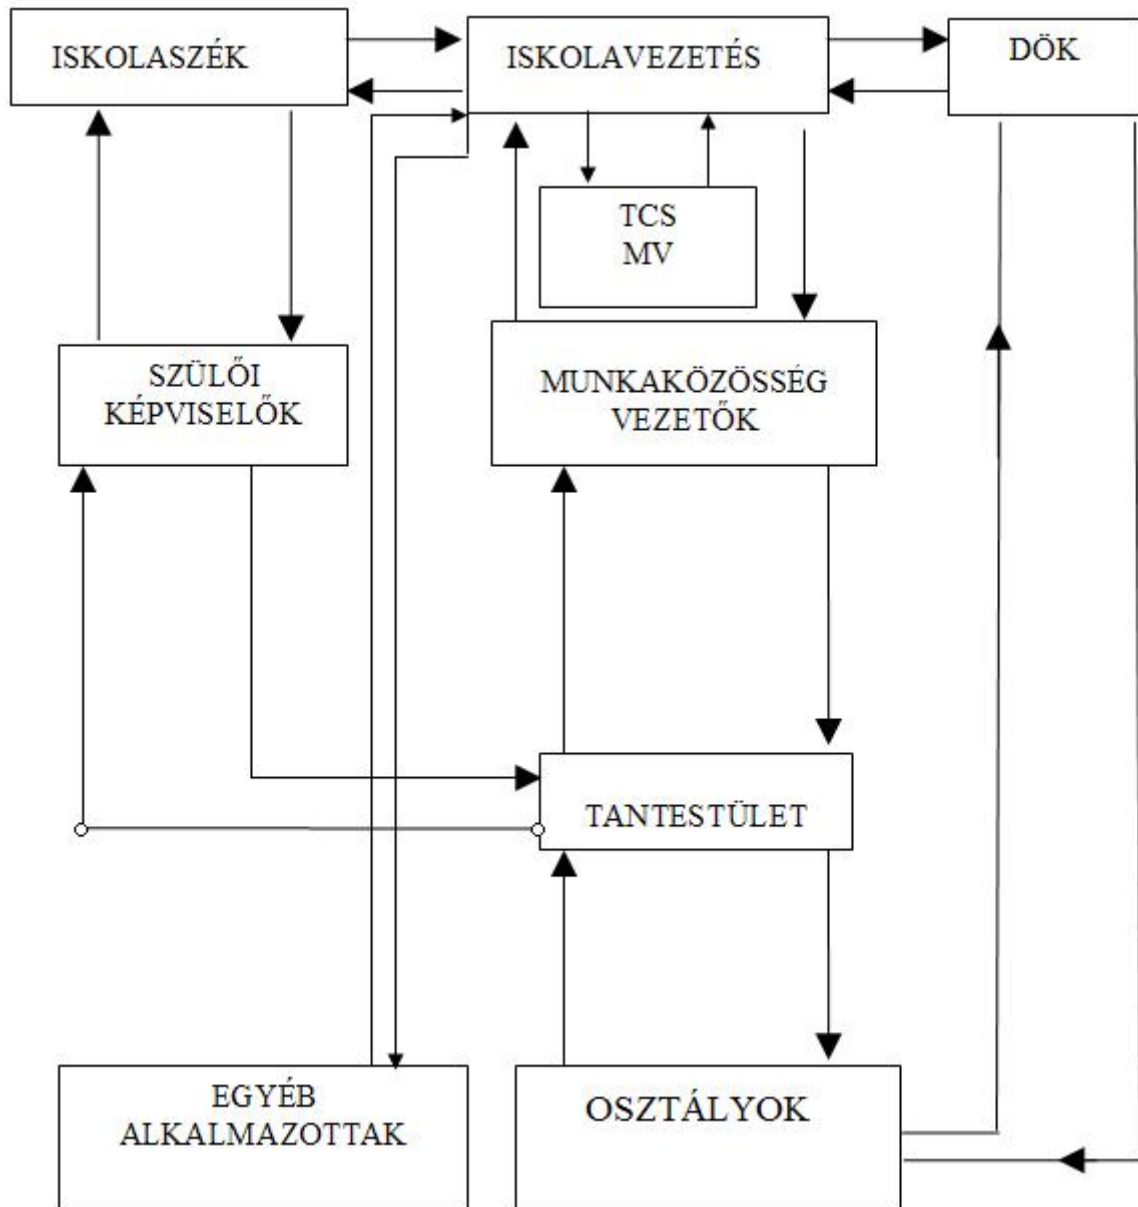 ISKOLASZÉK
ISKOLAVEZETÉS
DÖK
TCS
MV
SZÜLŐI
KÉPVISELŐK
MUNKAKÖZÖSSÉG
VEZETŐK
TANTESTÜLET
EGYÉB
ALKALMAZOTTAK
OSZTÁLYOK